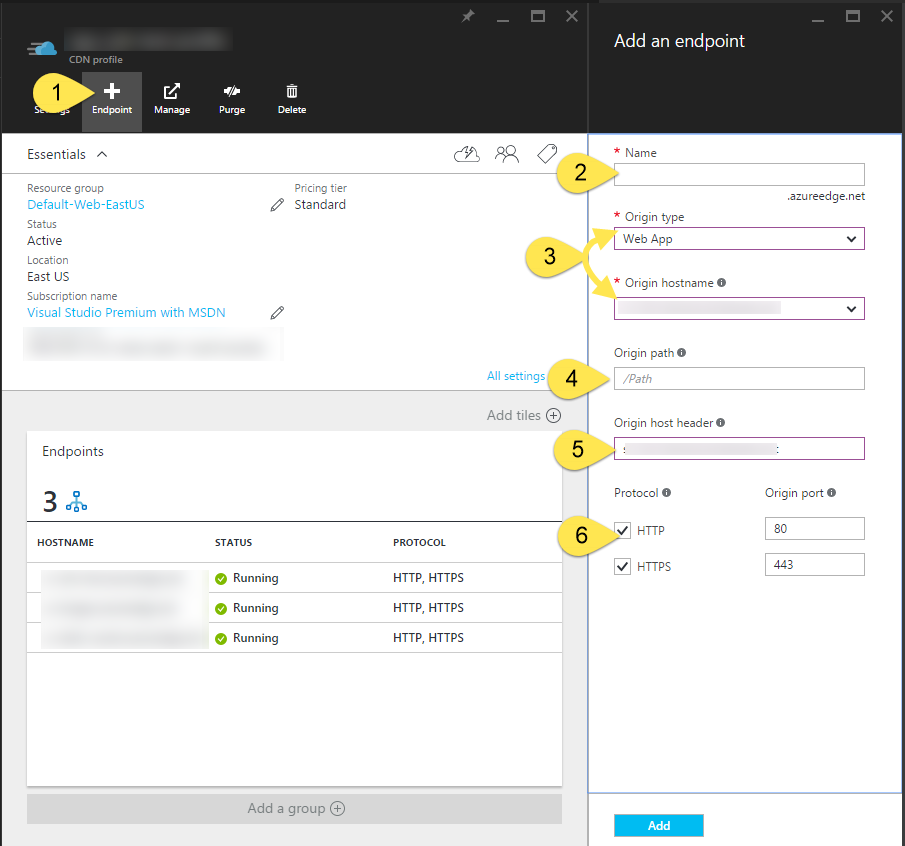 CDN profile
1
Settings
Endpoint
Manage
Purge
Delete
Essentials
Resource group
Default-Web-EastUS
Pricing tier
Standard
Status
Active
Location
East US
Subscription name
Visual Studio Premium with MSDN
All settings
Add tiles
Endpoints
3
HOSTNAME STATUS PROTOCOL
Running HTTP, HTTPS
Running HTTP, HTTPS
Running HTTP, HTTPS
Add a group
Add an endpoint
* Name
2
.azureedge.net
* Origin type
Web App
3
* Origin hostname
Origin path
4
/Path
Origin host header
5
Protocol Origin port
6
HTTP 80
HTTPS 443
Add